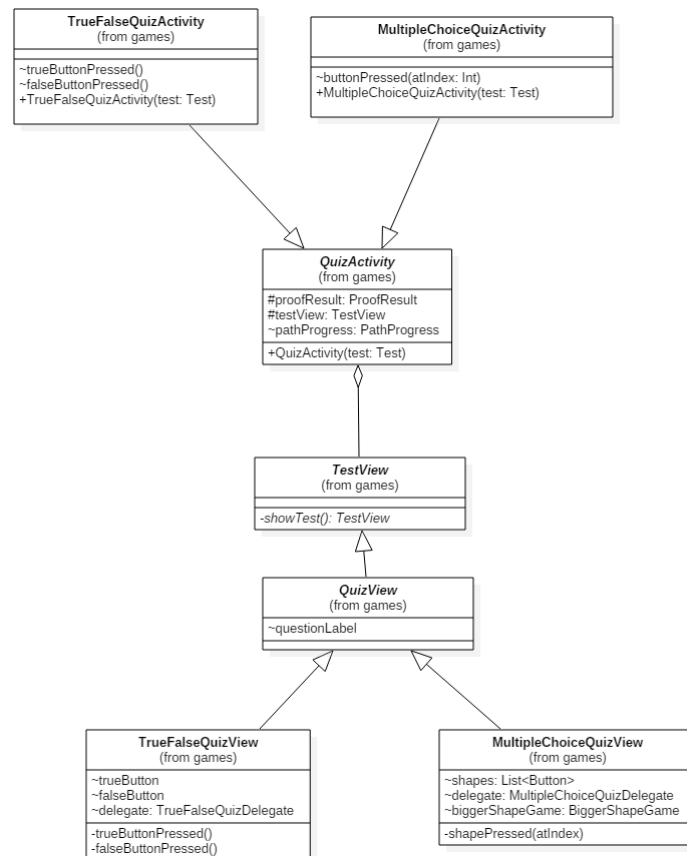 TrueFalseQuizActivity
(from games)
~trueButtonPressed()
~falseButtonPressed()
+TrueFalseQuizActivity(test: Test)
MultipleChoiceQuizActivity
(from games)
~buttonPressed(atIndex: Int)
+MultipleChoiceQuizActivity(test: Test)
QuizActivity
(from games)
#proofResult: ProofResult
#testView: TestView
~pathProgress: PathProgress
+QuizActivity(test: Test)
TestView
(from games)
-showTest(): TestView
QuizView
(from games)
~questionLabel
TrueFalseQuizView
(from games)
~trueButton
~falseButton
~delegate: TrueFalseQuizDelegate
-trueButtonPressed()
-falseButtonPressed()
MultipleChoiceQuizView
(from games)
~shapes: List<Button>
~delegate: MultipleChoiceQuizDelegate
~biggerShapeGame: BiggerShapeGame
-shapePressed(atIndex)